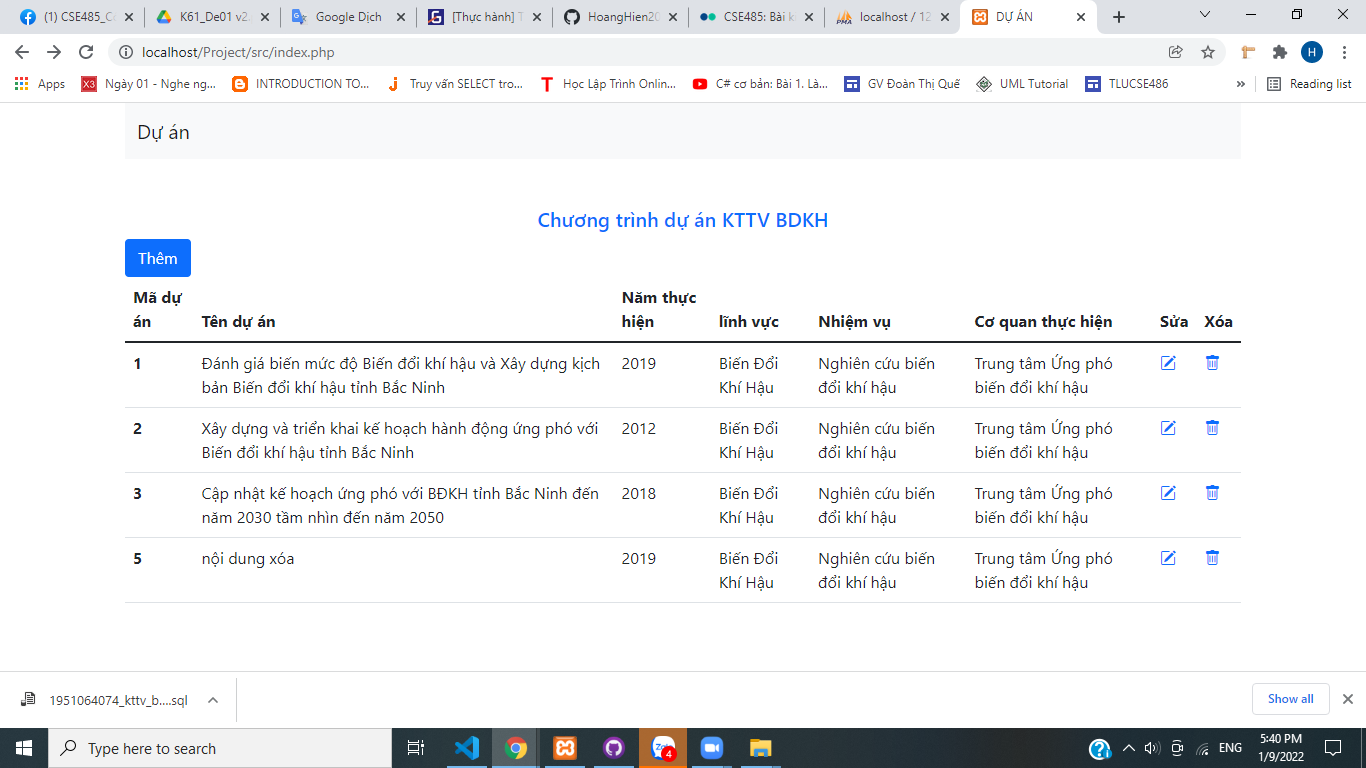 (1) CSE485_Co
K61_De01 v2.
Google Dịch
[Thực hành] T
HoangHien20
CSE485: Bài k
localhost / 12
DỰ ÁN
localhost/Project/src/index.php
H
Apps
Ngày 01 - Nghe ng...
INTRODUCTION TO...
Truy vấn SELECT tro...
Học Lập Trình Onlin...
C# cơ bản: Bài 1. Là...
GV Đoàn Thị Quế
UML Tutorial
TLUCSE486
»
Reading list
Dự án
Chương trình dự án KTTV BDKH
Thêm
Mã dự
án
Tên dự án
Năm thực
hiện
lĩnh vực
Nhiệm vụ
Cơ quan thực hiện
Sửa
Xóa
1
Đánh giá biến mức độ Biến đổi khí hậu và Xây dựng kịch
bản Biến đổi khí hậu tỉnh Bắc Ninh
2019
Biến Đổi
Khí Hậu
Nghiên cứu biến
đổi khí hậu
Trung tâm Ứng phó
biến đổi khí hậu
2
Xây dựng và triển khai kế hoạch hành động ứng phó với
Biến đổi khí hậu tỉnh Bắc Ninh
2012
Biến Đổi
Khí Hậu
Nghiên cứu biến
đổi khí hậu
Trung tâm Ứng phó
biến đổi khí hậu
3
Cập nhật kế hoạch ứng phó với BĐKH tỉnh Bắc Ninh đến
năm 2030 tầm nhìn đến năm 2050
2018
Biến Đổi
Khí Hậu
Nghiên cứu biến
đổi khí hậu
Trung tâm Ứng phó
biến đổi khí hậu
5
nội dung xóa
2019
Biến Đổi
Khí Hậu
Nghiên cứu biến
đổi khí hậu
Trung tâm Ứng phó
biến đổi khí hậu
1951064074_kttv_b....sql
Show all
Type here to search
4
ENG
5:40 PM
1/9/2022